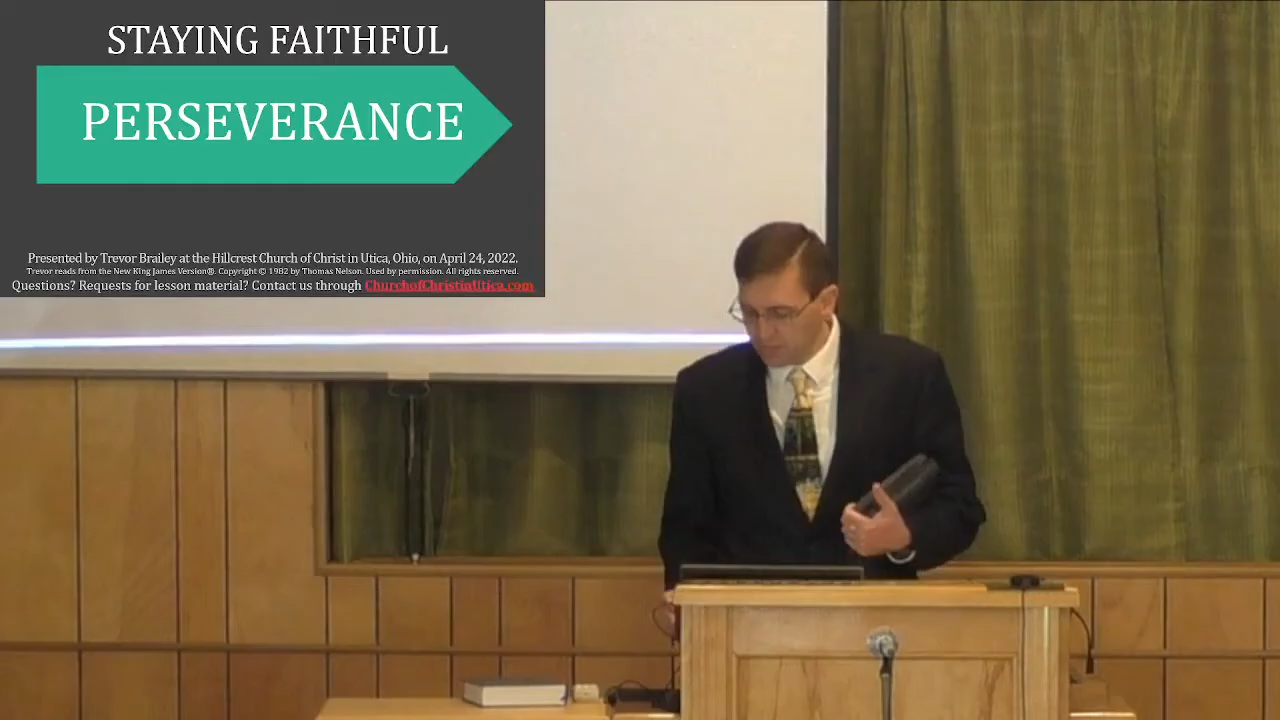 STAYING FAITHFUL
PERSEVERANCE
Presented by Trevor Brailey at the Hillcrest Church of Christ in Utica, Ohio, on April 24, 2022.
Trevor reads from the New King James Version®. Copyright © 1982 by Thomas Nelson. Used by permission. All rights reserved.
Questions? Requests for lesson material? Contact us through ChurchofChristinUtica.com